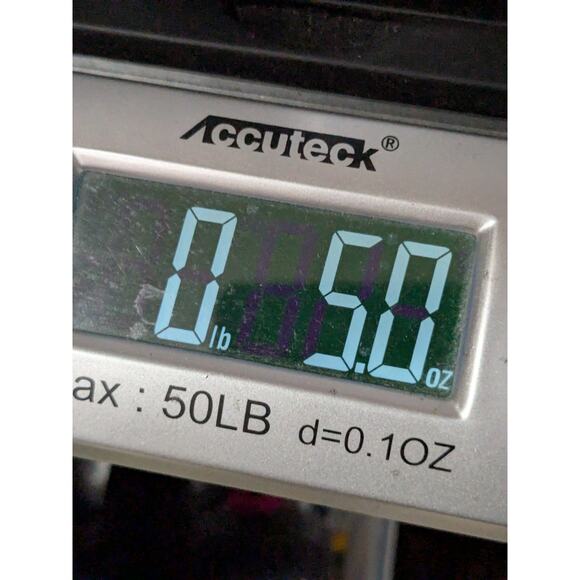 Accuteck®
0 lb 5.0 oz
ax : 50LB d=0.1OZ